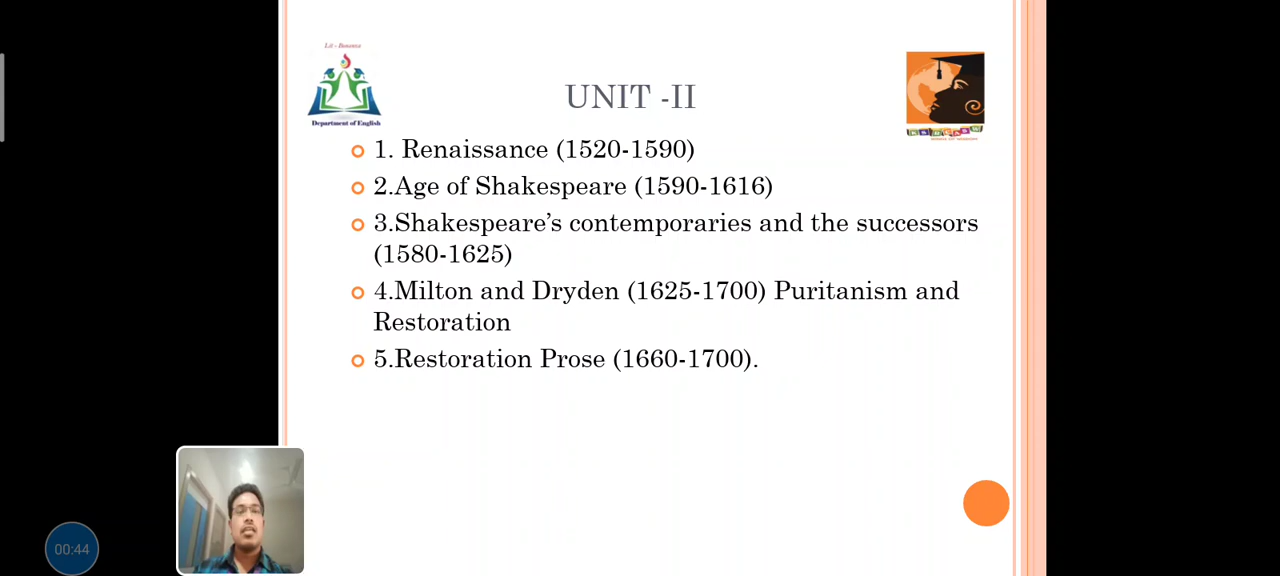 Lit - Bonanza
Department of English
UNIT -II
1. Renaissance (1520-1590)
2.Age of Shakespeare (1590-1616)
3.Shakespeare’s contemporaries and the successors
(1580-1625)
4.Milton and Dryden (1625-1700) Puritanism and
Restoration
5.Restoration Prose (1660-1700).
00:44